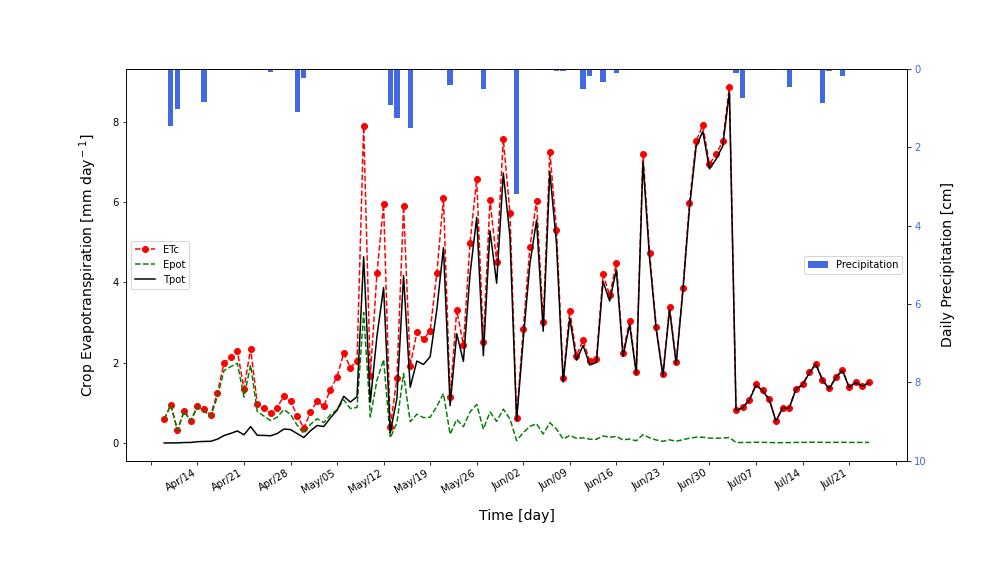 0
8
2
6
4
ETc
Epot
Tpot
Precipitation
4
6
2
8
0
10
Apr/14
Apr/21
Apr/28
May/05
May/12
May/19
May/26
Jun/02
Jun/09
Jun/16
Jun/23
Jun/30
Jul/07
Jul/14
Jul/21
Time [day]
Crop Evapotranspiration [mm day⁻¹]
Daily Precipitation [cm]